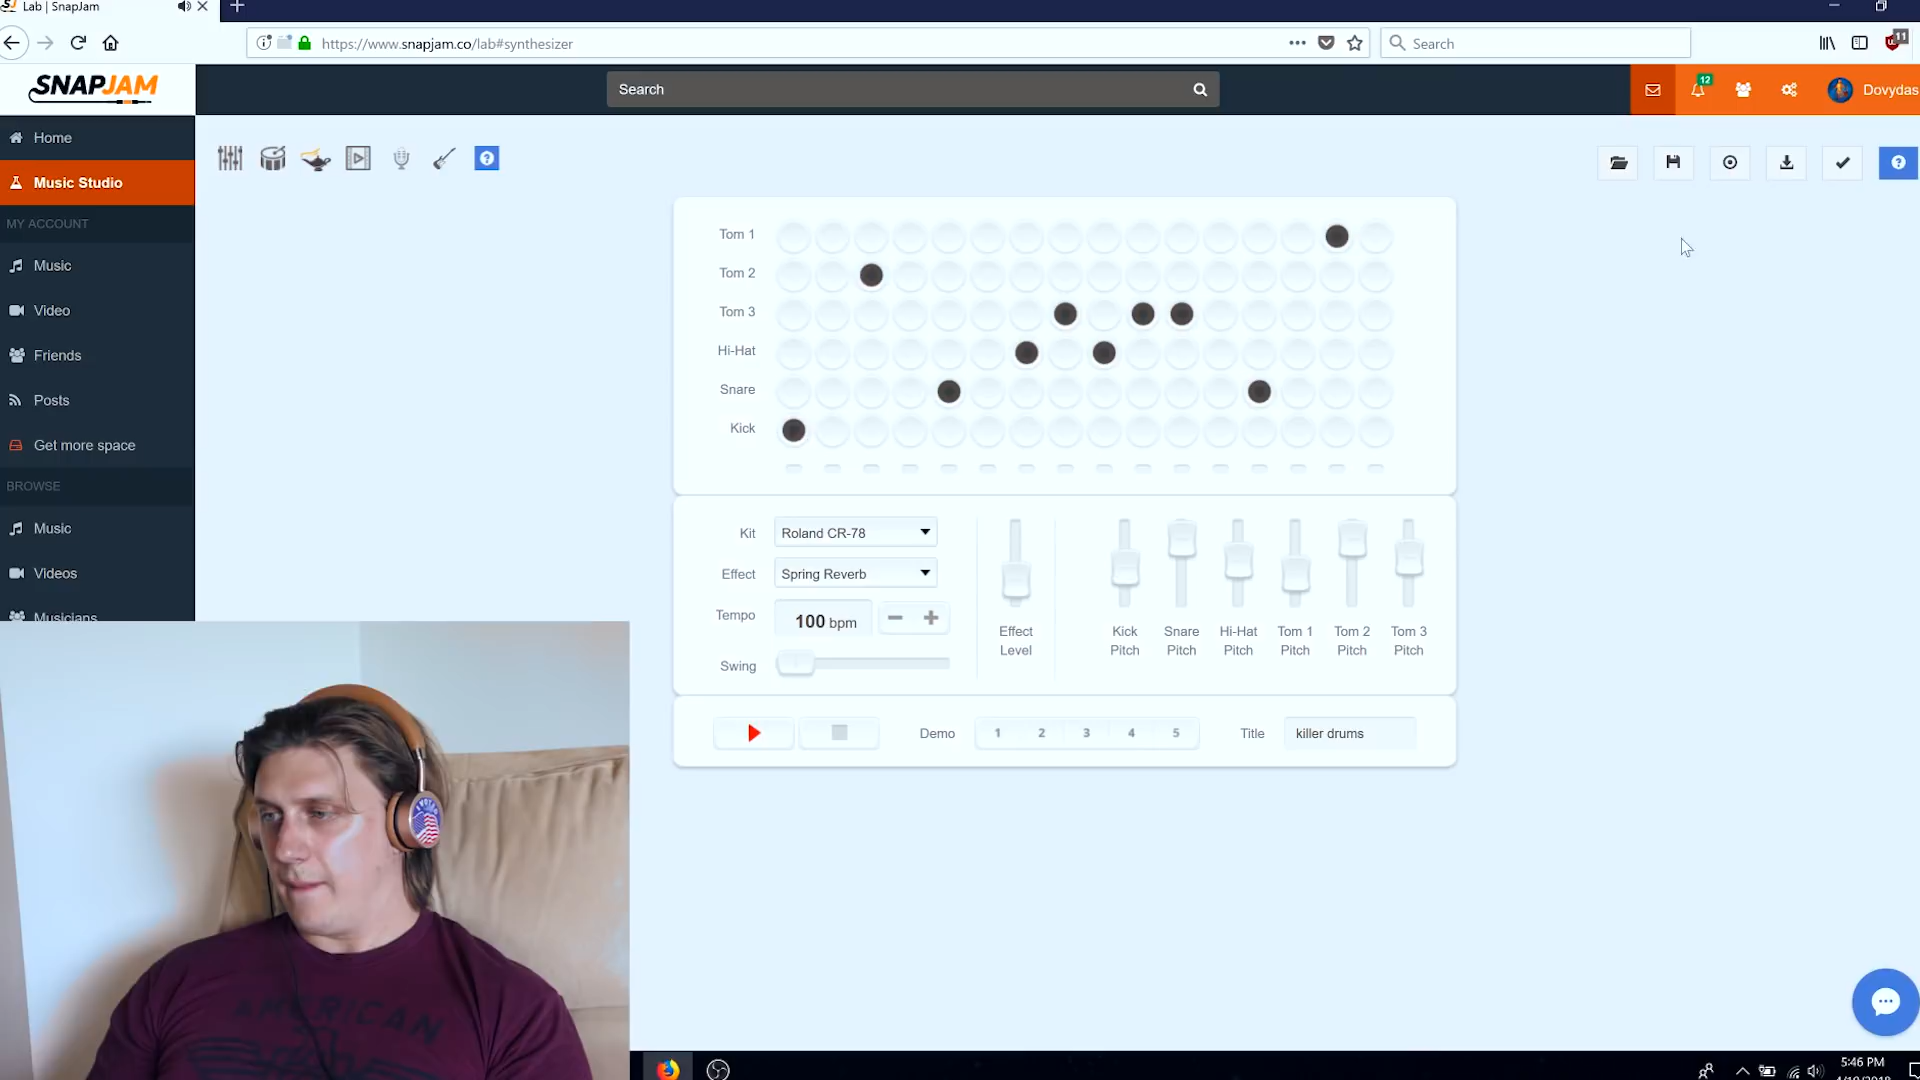 Lab | SnapJam
https://www.snapjam.co/lab#synthesizer
Search
11
SNAPJAM
Search
12
Dovydas
Home
Music Studio
MY ACCOUNT
Music
Video
Friends
Posts
Get more space
BROWSE
Music
Videos
Musicians
Tom 1
Tom 2
Tom 3
Hi-Hat
Snare
Kick
Kit
Roland CR-78
Effect
Spring Reverb
Tempo
100 bpm
Swing
Effect
Level
Kick
Pitch
Snare
Pitch
Hi-Hat
Pitch
Tom 1
Pitch
Tom 2
Pitch
Tom 3
Pitch
Demo
1
2
3
4
5
Title
killer drums
AMERICAN
5:46 PM